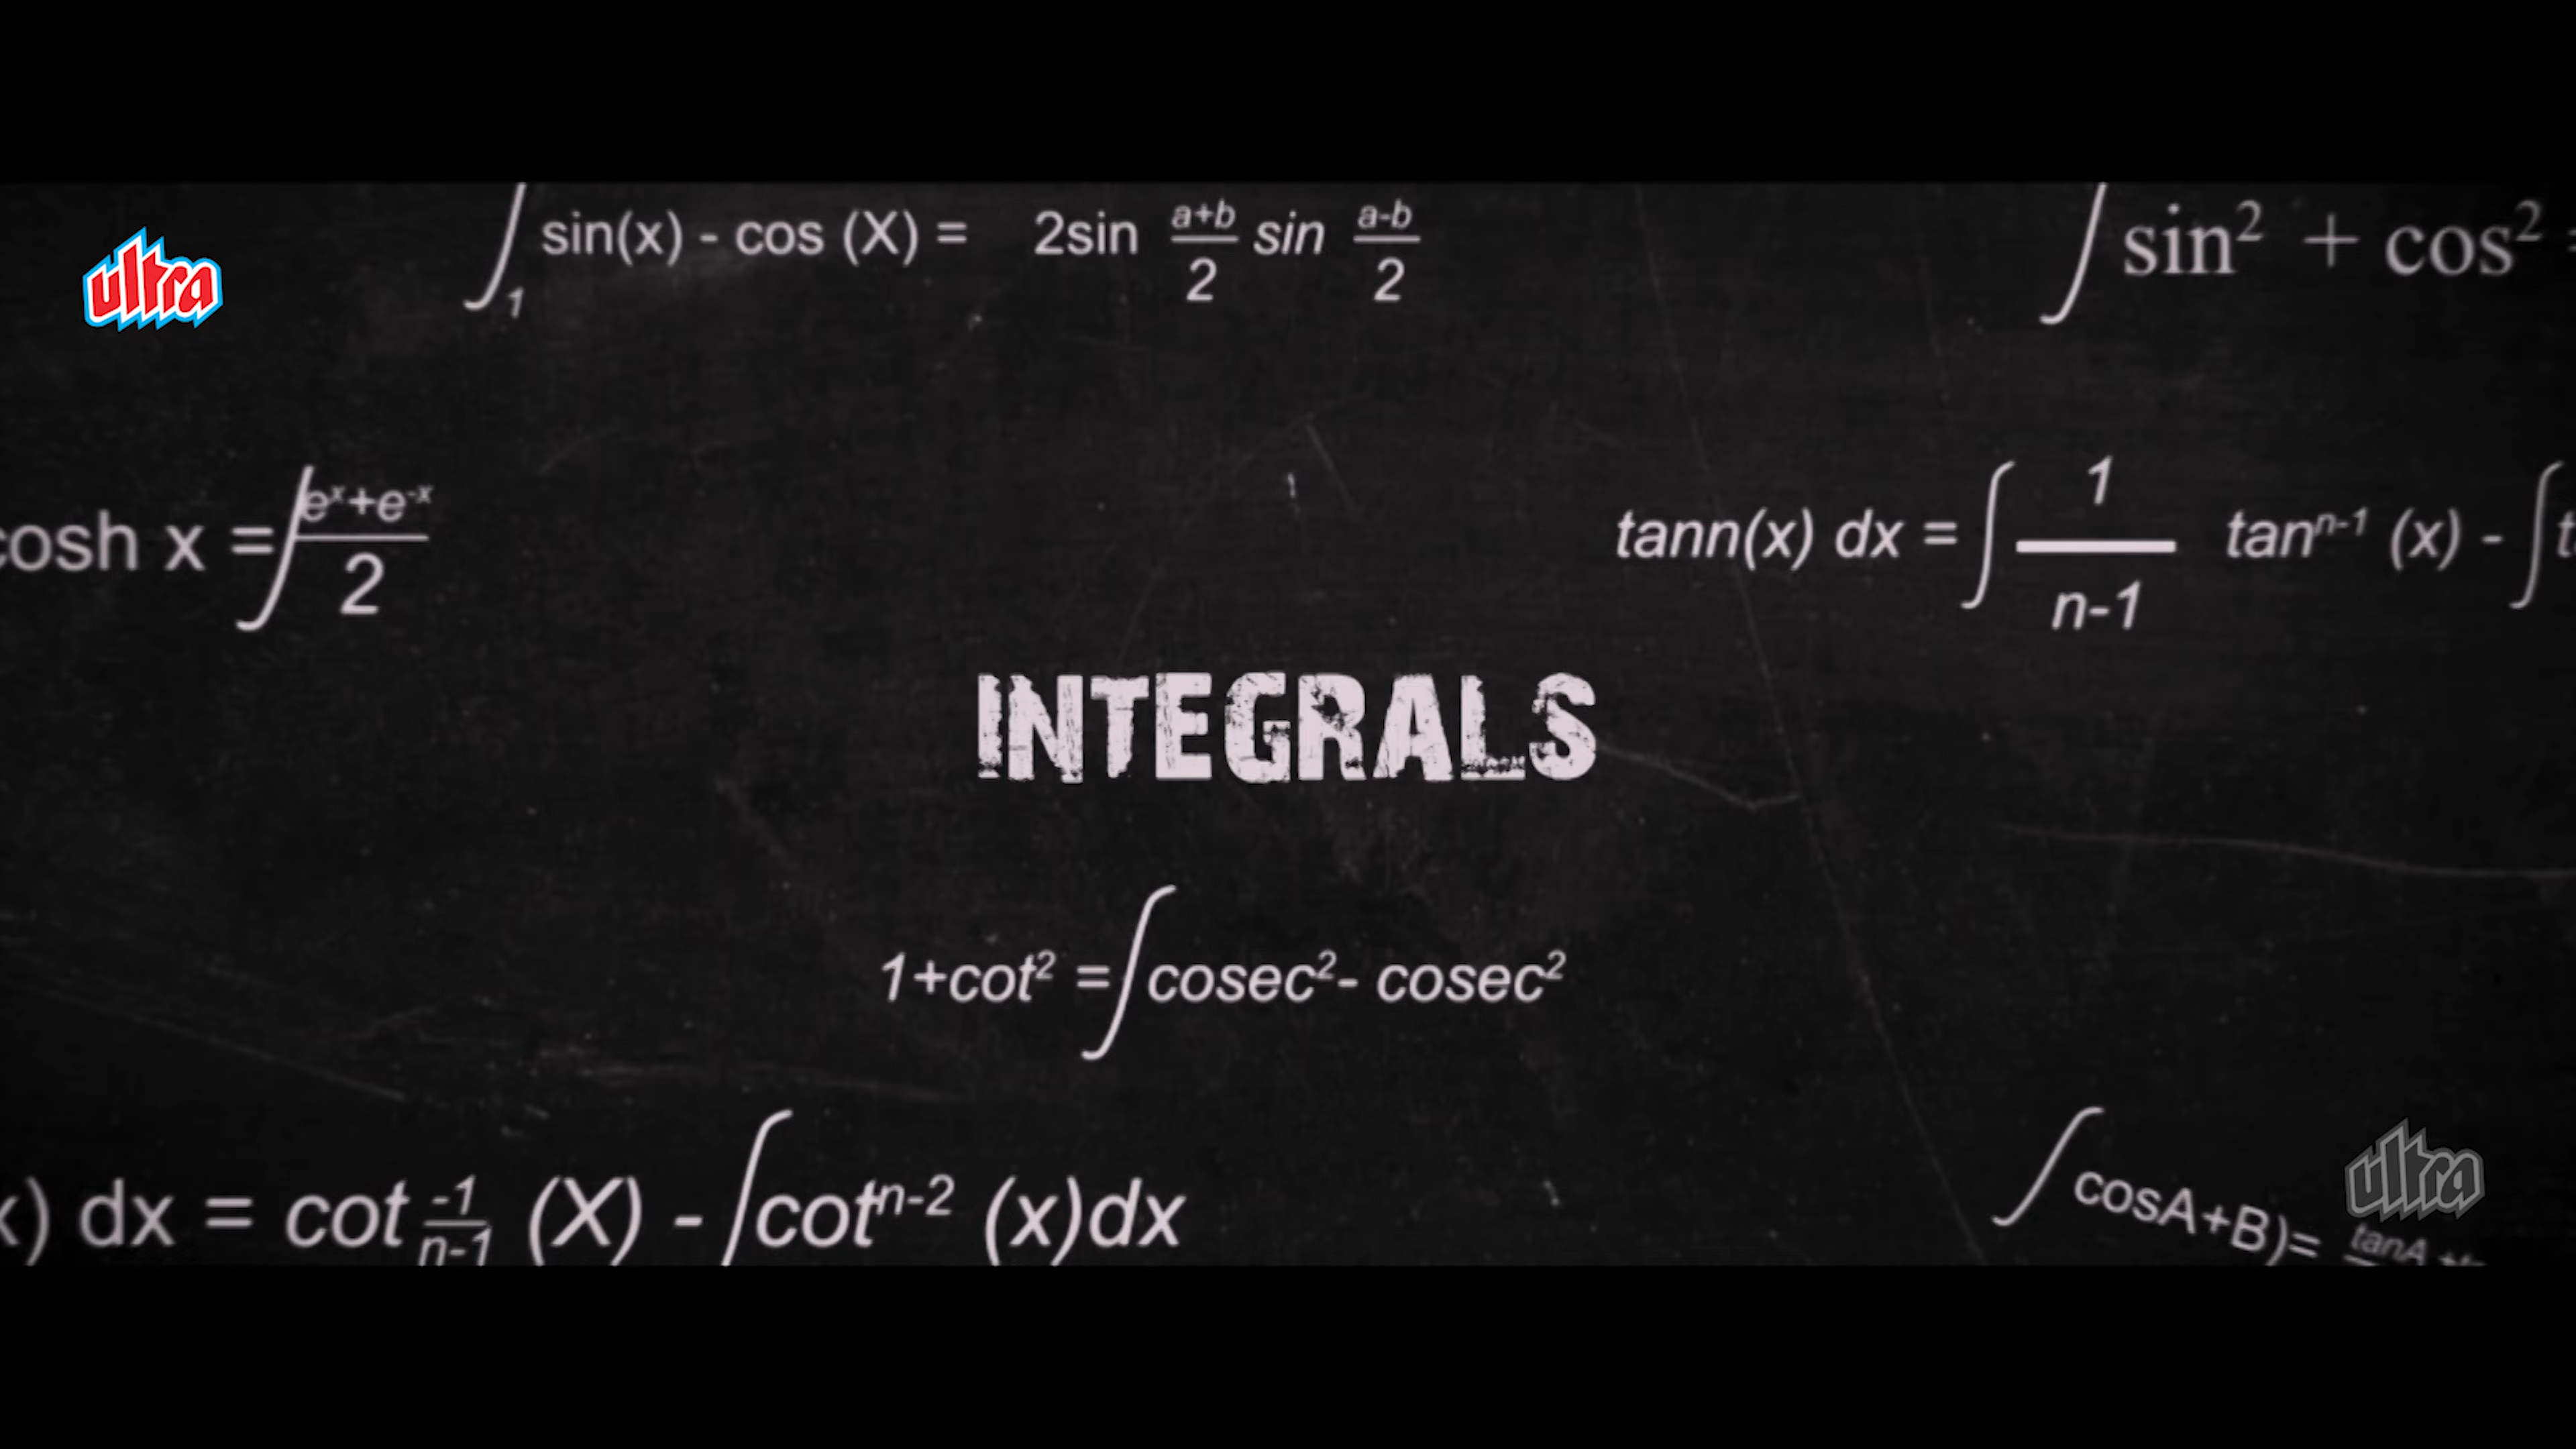 ultra
∫₁ sin(x) - cos (X) = 2sin a+b/2 sin a-b/2
∫ sin² + cos² =
cosh x = ∫ eˣ+e⁻ˣ/2
tann(x) dx = ∫ 1/n-1 tanⁿ⁻¹ (x) - ∫
INTEGRALS
1+cot² = ∫ cosec² - cosec²
x) dx = cot -1/n-1 (X) - ∫ cotⁿ⁻² (x)dx
∫ cosA+B)= tanA
ultra